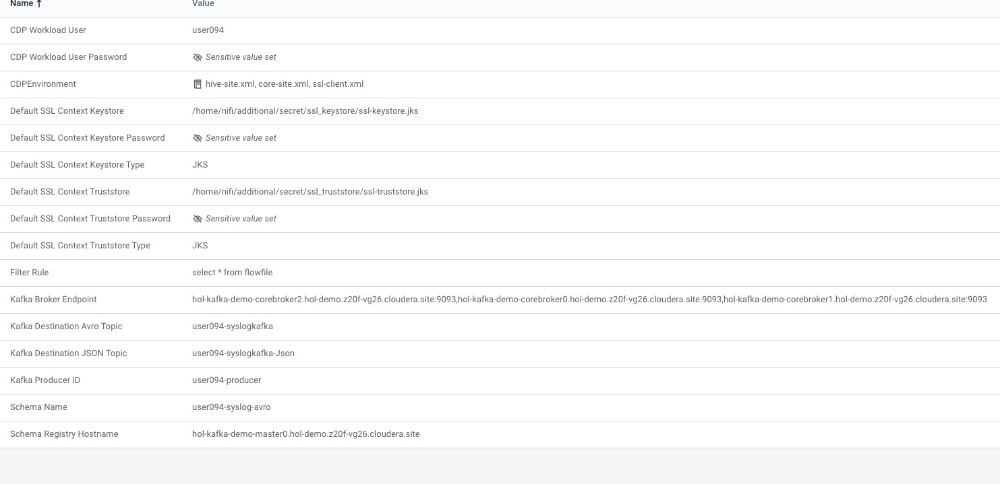 Name ↑ Value
CDP Workload User user094
CDP Workload User Password Sensitive value set
CDPEnvironment hive-site.xml, core-site.xml, ssl-client.xml
Default SSL Context Keystore /home/nifi/additional/secret/ssl_keystore/ssl-keystore.jks
Default SSL Context Keystore Password Sensitive value set
Default SSL Context Keystore Type JKS
Default SSL Context Truststore /home/nifi/additional/secret/ssl_truststore/ssl-truststore.jks
Default SSL Context Truststore Password Sensitive value set
Default SSL Context Truststore Type JKS
Filter Rule select * from flowfile
Kafka Broker Endpoint hol-kafka-demo-corebroker2.hol-demo.z20f-vg26.cloudera.site:9093,hol-kafka-demo-corebroker0.hol-demo.z20f-vg26.cloudera.site:9093,hol-kafka-demo-corebroker1.hol-demo.z20f-vg26.cloudera.site:9093
Kafka Destination Avro Topic user094-syslogkafka
Kafka Destination JSON Topic user094-syslogkafka-Json
Kafka Producer ID user094-producer
Schema Name user094-syslog-avro
Schema Registry Hostname hol-kafka-demo-master0.hol-demo.z20f-vg26.cloudera.site